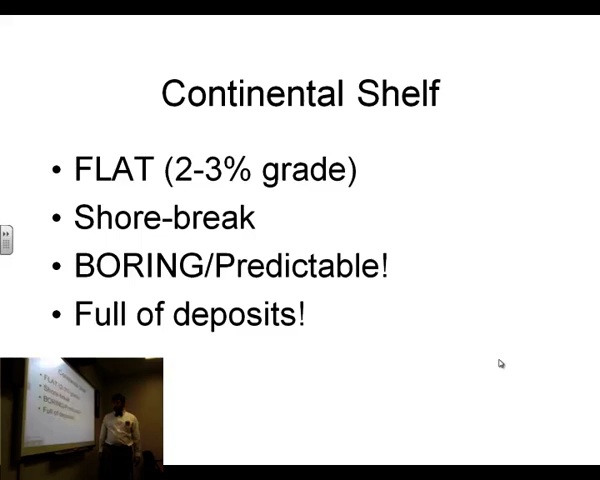 Continental Shelf
• FLAT (2-3% grade)
• Shore-break
• BORING/Predictable!
• Full of deposits!